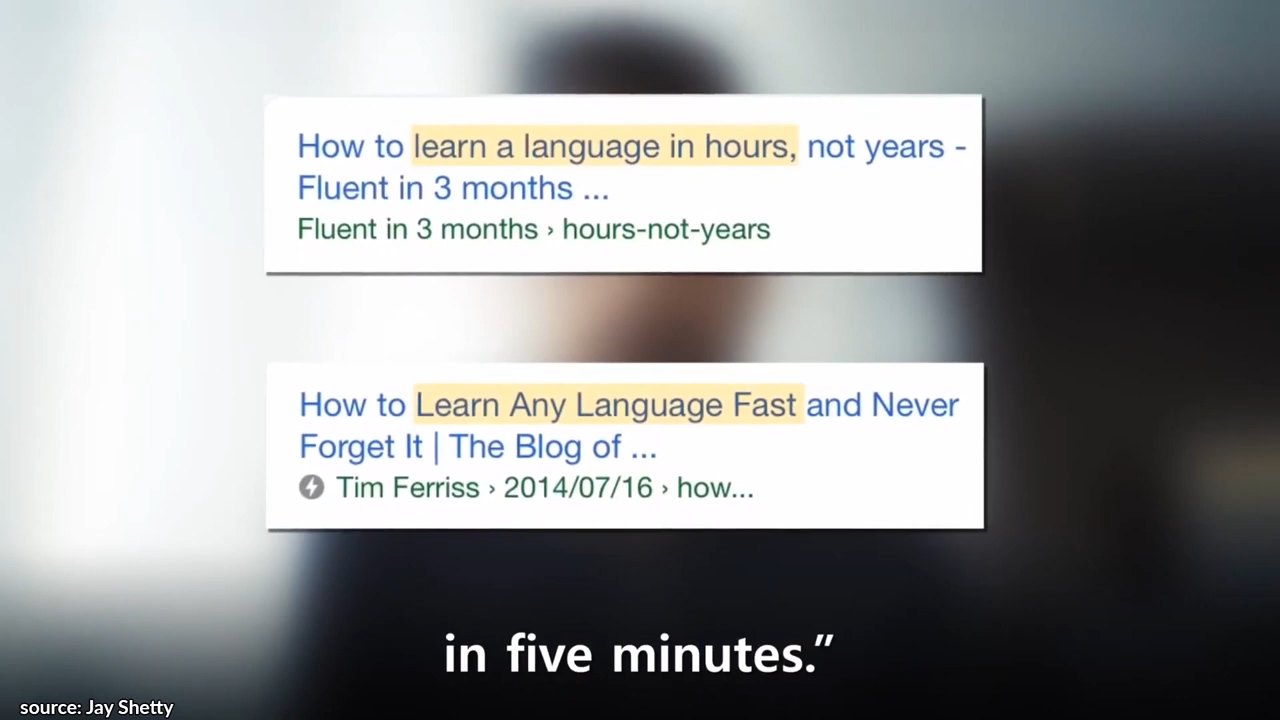 How to learn a language in hours, not years -
Fluent in 3 months ...
Fluent in 3 months › hours-not-years
How to Learn Any Language Fast and Never
Forget It | The Blog of ...
Tim Ferriss › 2014/07/16 › how...
in five minutes.”
source: Jay Shetty